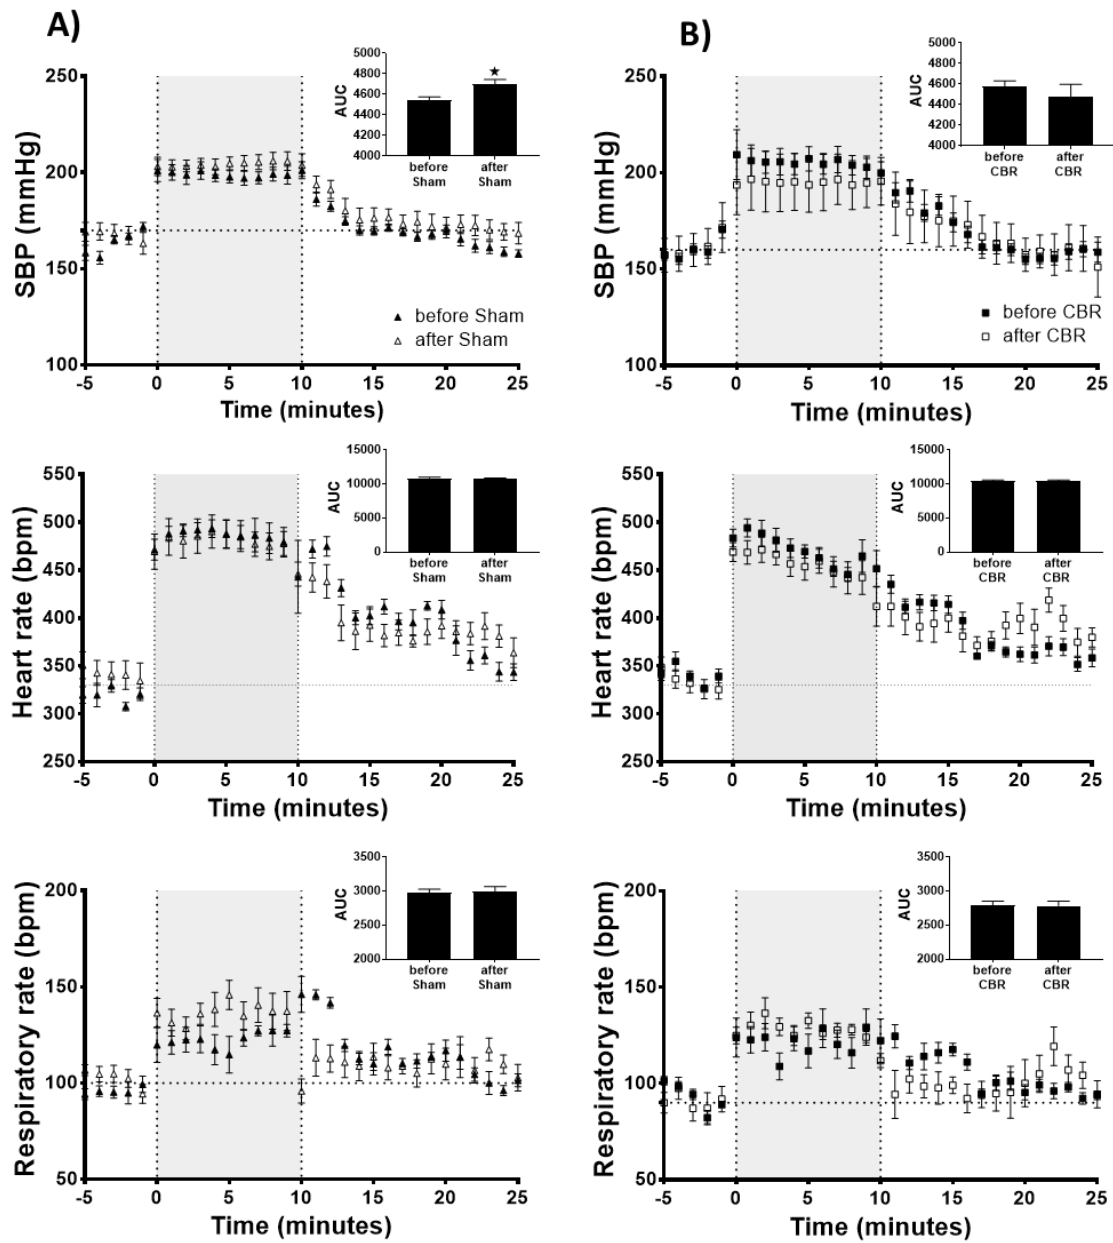 A)
B)
250
200
150
100
SBP (mmHg)
-5 0 5 10 15 20 25
Time (minutes)
5000
4800
4600
4400
4200
4000
AUC
★
before Sham
after Sham
before Sham
after Sham
250
200
150
100
SBP (mmHg)
-5 0 5 10 15 20 25
Time (minutes)
5000
4800
4600
4400
4200
4000
AUC
before CBR
after CBR
before CBR
after CBR
550
500
450
400
350
300
250
Heart rate (bpm)
-5 0 5 10 15 20 25
Time (minutes)
15000
10000
5000
0
AUC
before Sham
after Sham
550
500
450
400
350
300
250
Heart rate (bpm)
-5 0 5 10 15 20 25
Time (minutes)
15000
10000
5000
0
AUC
before CBR
after CBR
200
150
100
50
Respiratory rate (bpm)
-5 0 5 10 15 20 25
Time (minutes)
3500
3000
2500
2000
AUC
before Sham
after Sham
200
150
100
50
Respiratory rate (bpm)
-5 0 5 10 15 20 25
Time (minutes)
3500
3000
2500
2000
AUC
before CBR
after CBR